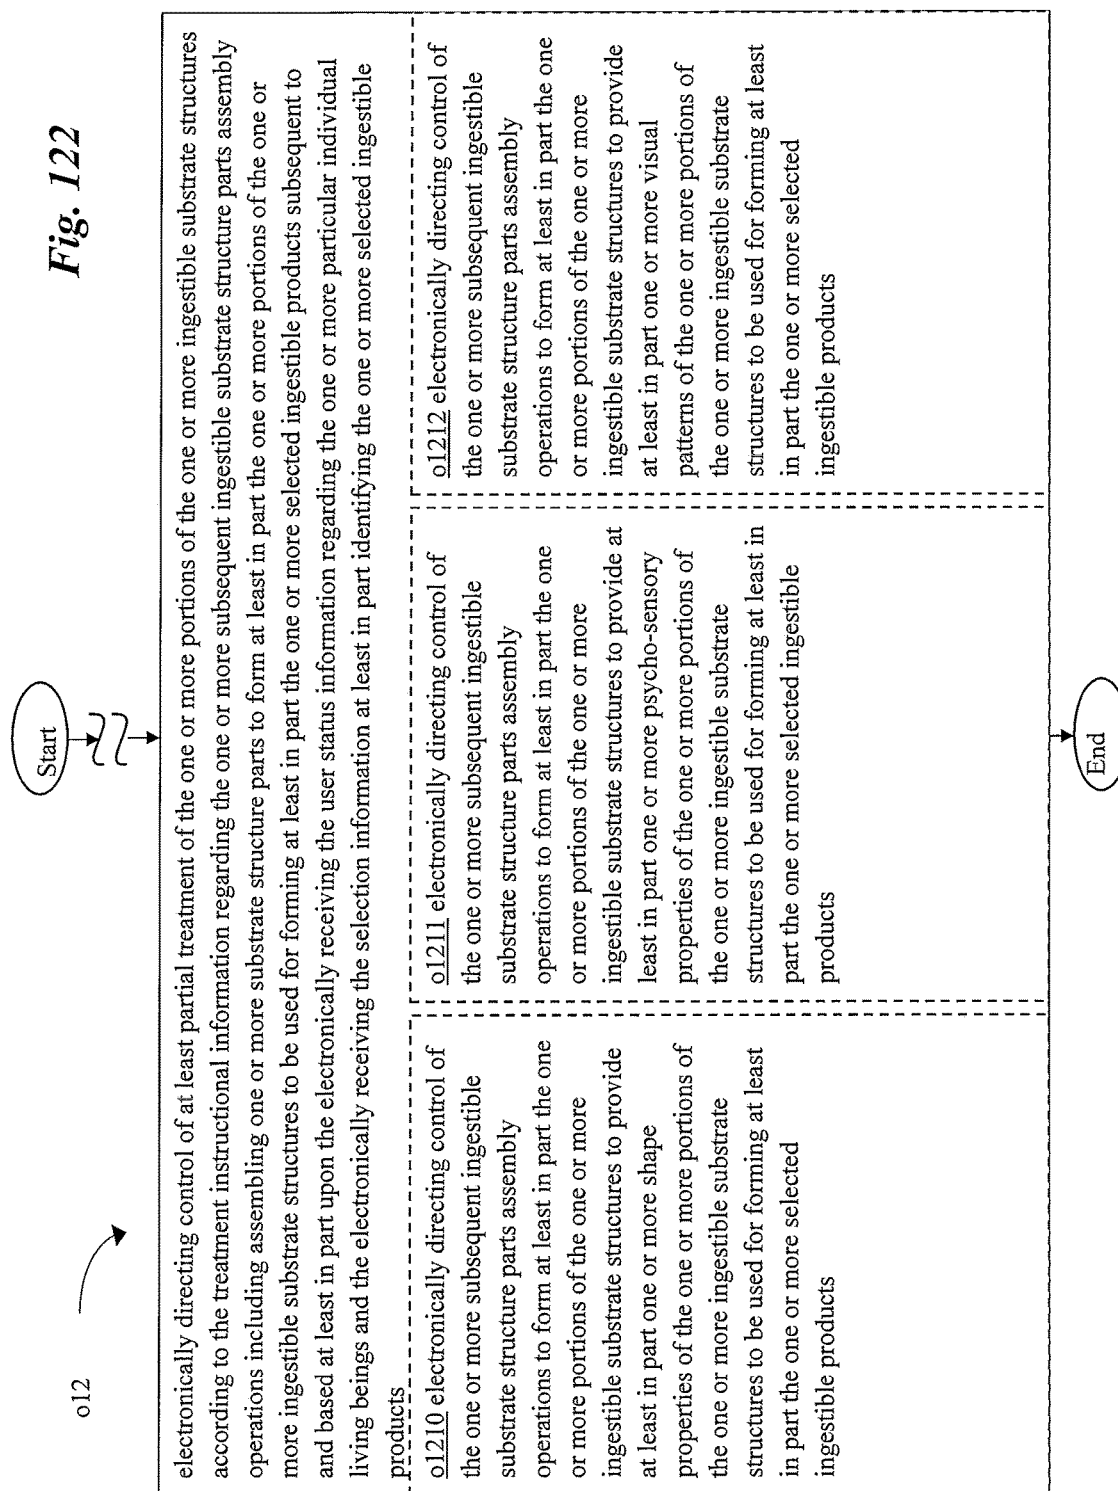 Fig. 122
o12
Start
electronically directing control of at least partial treatment of the one or more portions of the one or more ingestible substrate structures
according to the treatment instructional information regarding the one or more subsequent ingestible substrate structure parts assembly
operations including assembling one or more substrate structure parts to form at least in part the one or more portions of the one or
more ingestible substrate structures to be used for forming at least in part the one or more selected ingestible products subsequent to
and based at least in part upon the electronically receiving the user status information regarding the one or more particular individual
living beings and the electronically receiving the selection information at least in part identifying the one or more selected ingestible
products
o1210 electronically directing control of
the one or more subsequent ingestible
substrate structure parts assembly
operations to form at least in part the one
or more portions of the one or more
ingestible substrate structures to provide
at least in part one or more shape
properties of the one or more portions of
the one or more ingestible substrate
structures to be used for forming at least
in part the one or more selected
ingestible products
o1211 electronically directing control of
the one or more subsequent ingestible
substrate structure parts assembly
operations to form at least in part the one
or more portions of the one or more
ingestible substrate structures to provide at
least in part one or more psycho-sensory
properties of the one or more portions of
the one or more ingestible substrate
structures to be used for forming at least in
part the one or more selected ingestible
products
o1212 electronically directing control of
the one or more subsequent ingestible
substrate structure parts assembly
operations to form at least in part the one
or more portions of the one or more
ingestible substrate structures to provide
at least in part one or more visual
patterns of the one or more portions of
the one or more ingestible substrate
structures to be used for forming at least
in part the one or more selected
ingestible products
End